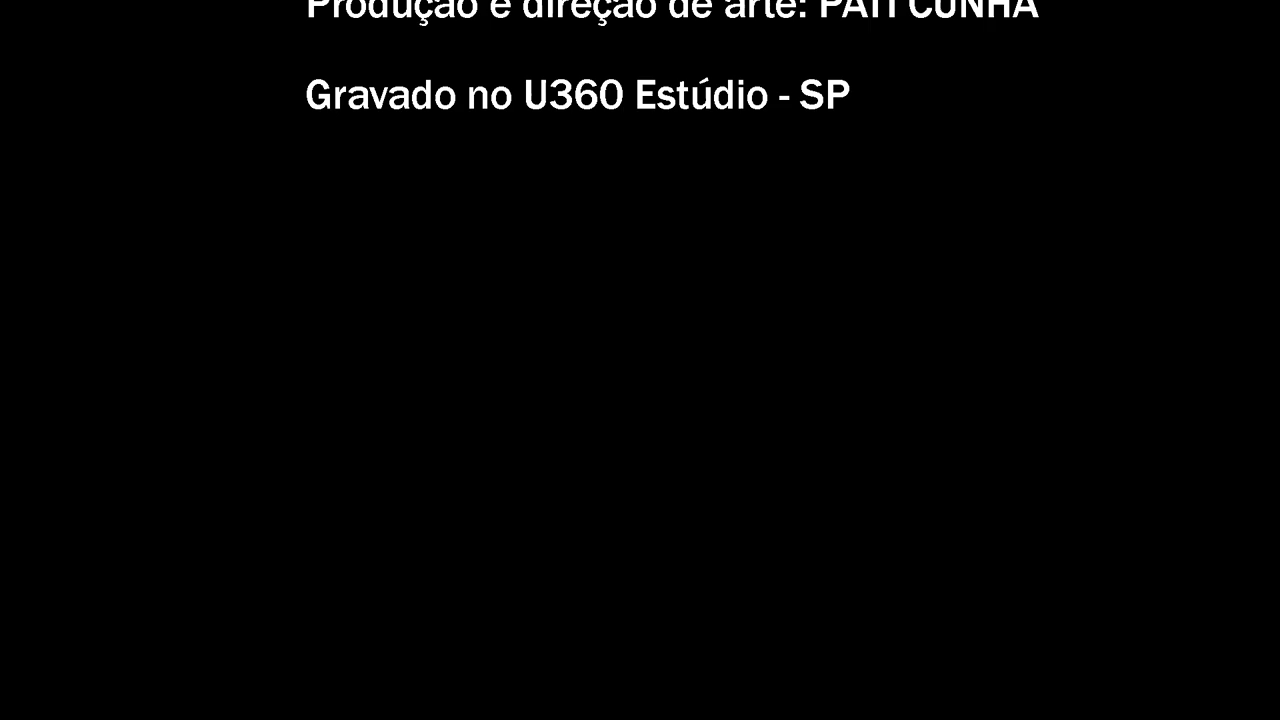 Produção e direção de arte: PATI CUNHA
Gravado no U360 Estúdio - SP